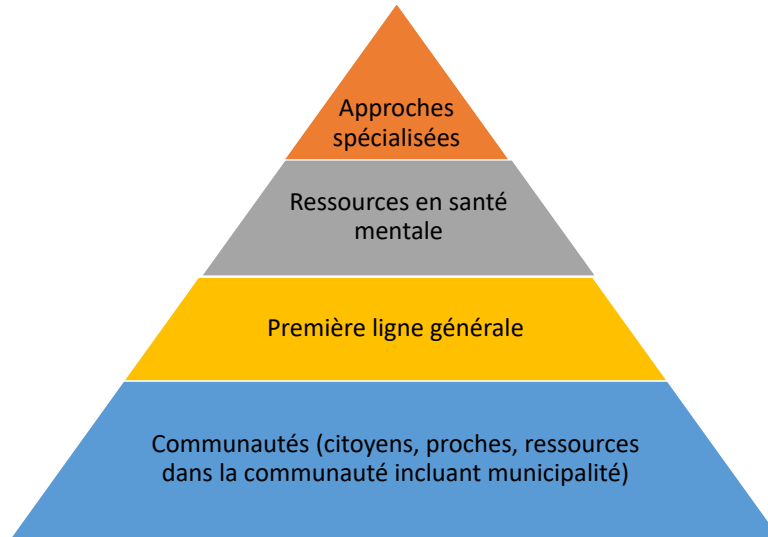 Approches
spécialisées
Ressources en santé
mentale
Première ligne générale
Communautés (citoyens, proches, ressources
dans la communauté incluant municipalité)